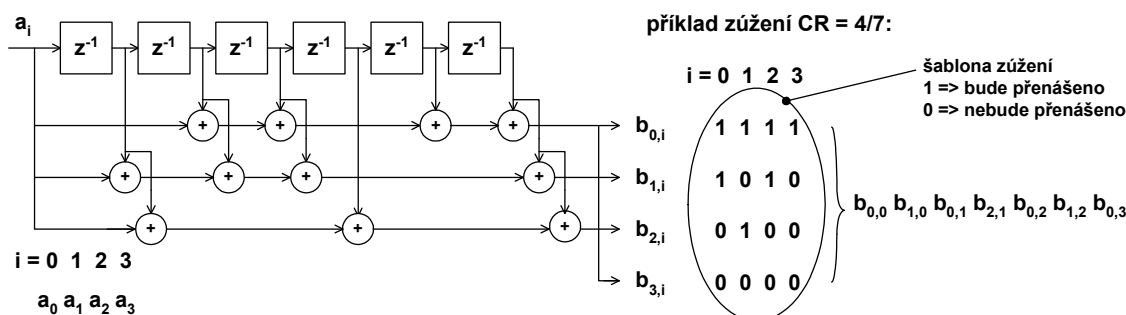 a_i
z^-1 z^-1 z^-1 z^-1 z^-1 z^-1
+ + + +
+ + + +
+ + +
i = 0 1 2 3
a_0 a_1 a_2 a_3
příklad zúžení CR = 4/7:
i = 0 1 2 3
šablona zúžení
1 => bude přenášeno
0 => nebude přenášeno
b_0,i 1 1 1 1
b_1,i 1 0 1 0
b_2,i 0 1 0 0
b_3,i 0 0 0 0
b_0,0 b_1,0 b_0,1 b_2,1 b_0,2 b_1,2 b_0,3